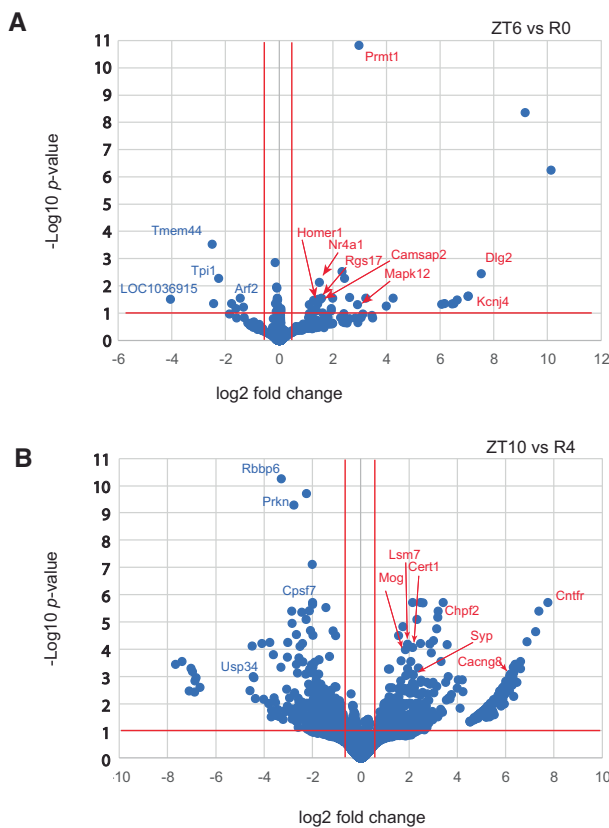 A
ZT6 vs R0
-Log10 p-value
11
10
9
8
7
6
5
4
3
2
1
0
Prmt1
Tmem44
Tpi1
LOC1036915
Arf2
Homer1
Nr4a1
Rgs17
Camsap2
Mapk12
Dlg2
Kcnj4
-6 -4 -2 0 2 4 6 8 10 12
log2 fold change
B
ZT10 vs R4
-Log10 p-value
11
10
9
8
7
6
5
4
3
2
1
0
Rbbp6
Prkn
Cpsf7
Usp34
Lsm7
Mog
Cert1
Chpf2
Syp
Cacng8
Cntfr
-10 -8 -6 -4 -2 0 2 4 6 8 10
log2 fold change